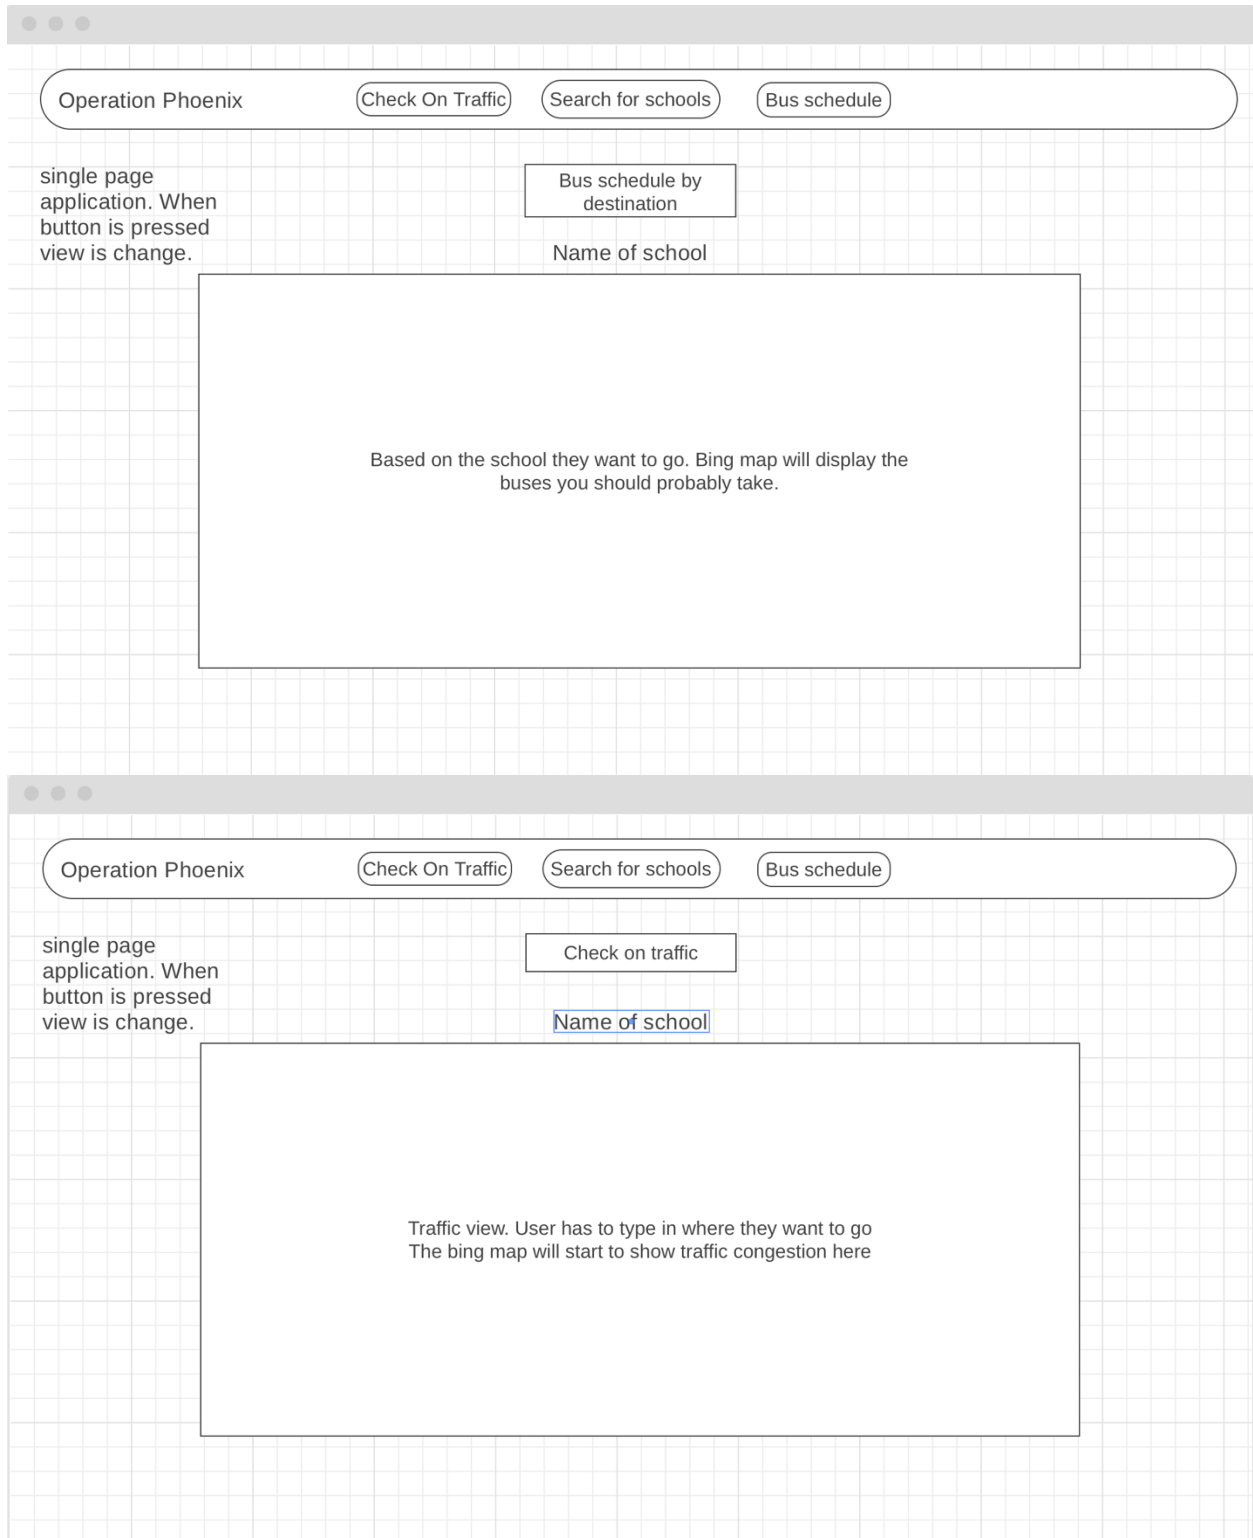 Operation Phoenix
Check On Traffic
Search for schools
Bus schedule
single page
application. When
button is pressed
view is change.
Bus schedule by
destination
Name of school
Based on the school they want to go. Bing map will display the
buses you should probably take.
Operation Phoenix
Check On Traffic
Search for schools
Bus schedule
single page
application. When
button is pressed
view is change.
Check on traffic
Name of school
Traffic view. User has to type in where they want to go
The bing map will start to show traffic congestion here